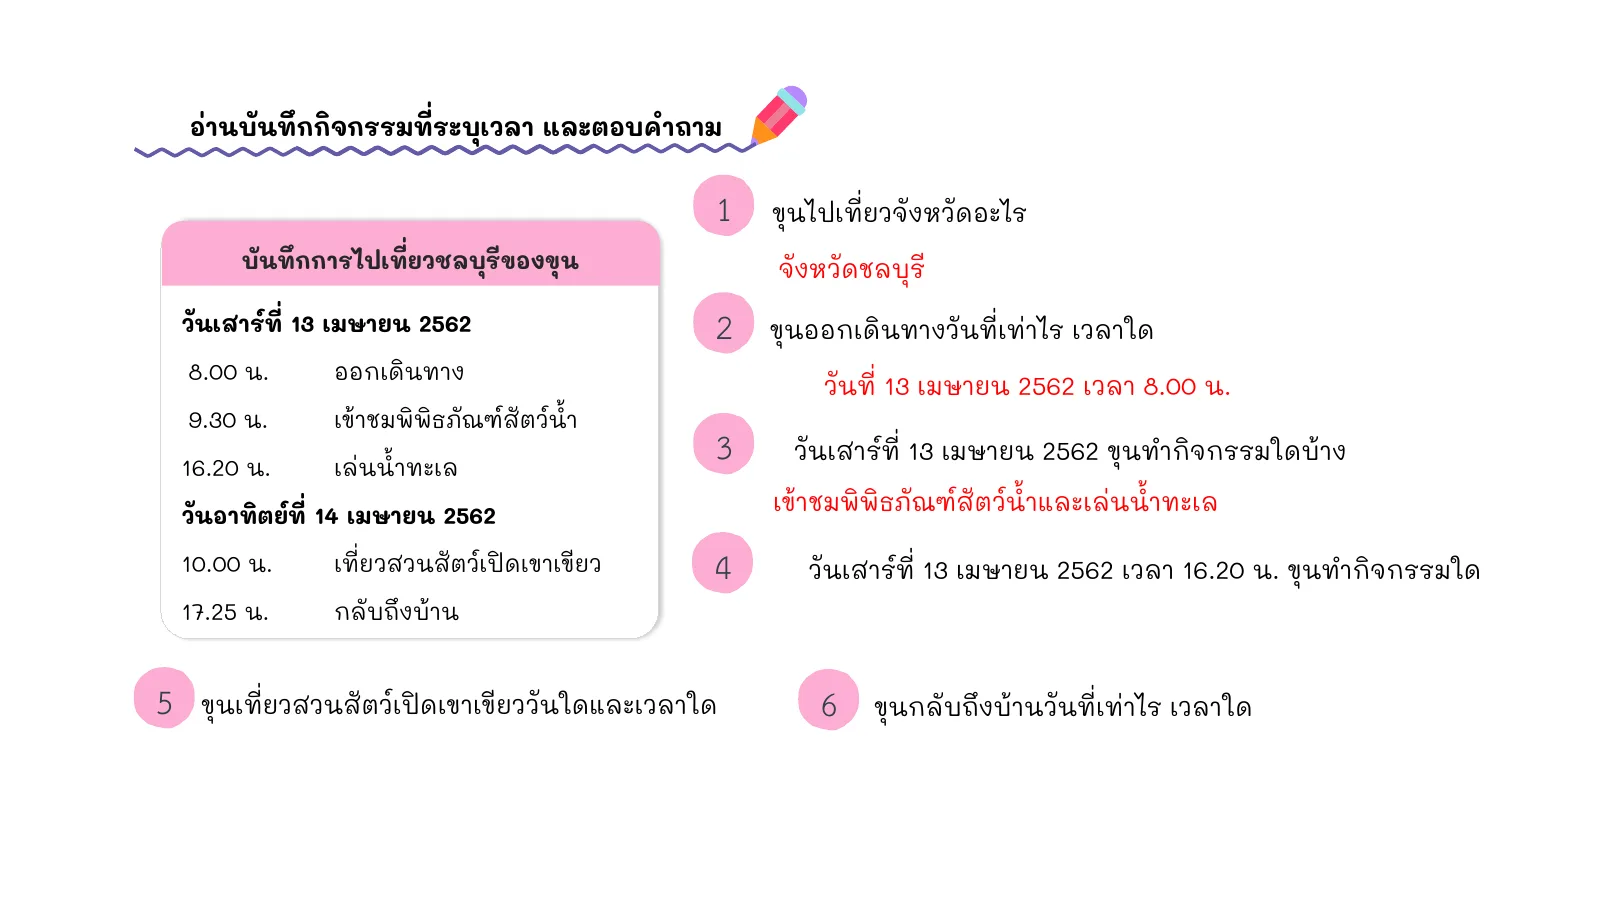 อ่านบันทึกกิจกรรมที่ระบุเวลา และตอบคำถาม
บันทึกการไปเที่ยวชลบุรีของขุน
วันเสาร์ที่ 13 เมษายน 2562
8.00 น. ออกเดินทาง
9.30 น. เข้าชมพิพิธภัณฑ์สัตว์น้ำ
16.20 น. เล่นน้ำทะเล
วันอาทิตย์ที่ 14 เมษายน 2562
10.00 น. เที่ยวสวนสัตว์เปิดเขาเขียว
17.25 น. กลับถึงบ้าน
1 ขุนไปเที่ยวจังหวัดอะไร
จังหวัดชลบุรี
2 ขุนออกเดินทางวันที่เท่าไร เวลาใด
วันที่ 13 เมษายน 2562 เวลา 8.00 น.
3 วันเสาร์ที่ 13 เมษายน 2562 ขุนทำกิจกรรมใดบ้าง
เข้าชมพิพิธภัณฑ์สัตว์น้ำและเล่นน้ำทะเล
4 วันเสาร์ที่ 13 เมษายน 2562 เวลา 16.20 น. ขุนทำกิจกรรมใด
5 ขุนเที่ยวสวนสัตว์เปิดเขาเขียววันใดและเวลาใด
6 ขุนกลับถึงบ้านวันที่เท่าไร เวลาใด